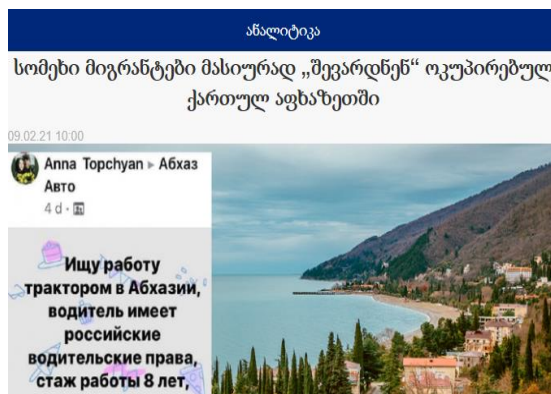 ანალიტიკა
სომეხი მიგრანტები მასიურად „შევარდნენ“ ოკუპირებულ
ქართულ აფხაზეთში
09.02.21 10:00
Anna Topchyan ▸ Абхаз
Авто
4 d ·
Ищу работу
трактором в Абхазии,
водитель имеет
российские
водительские права,
стаж работы 8 лет,